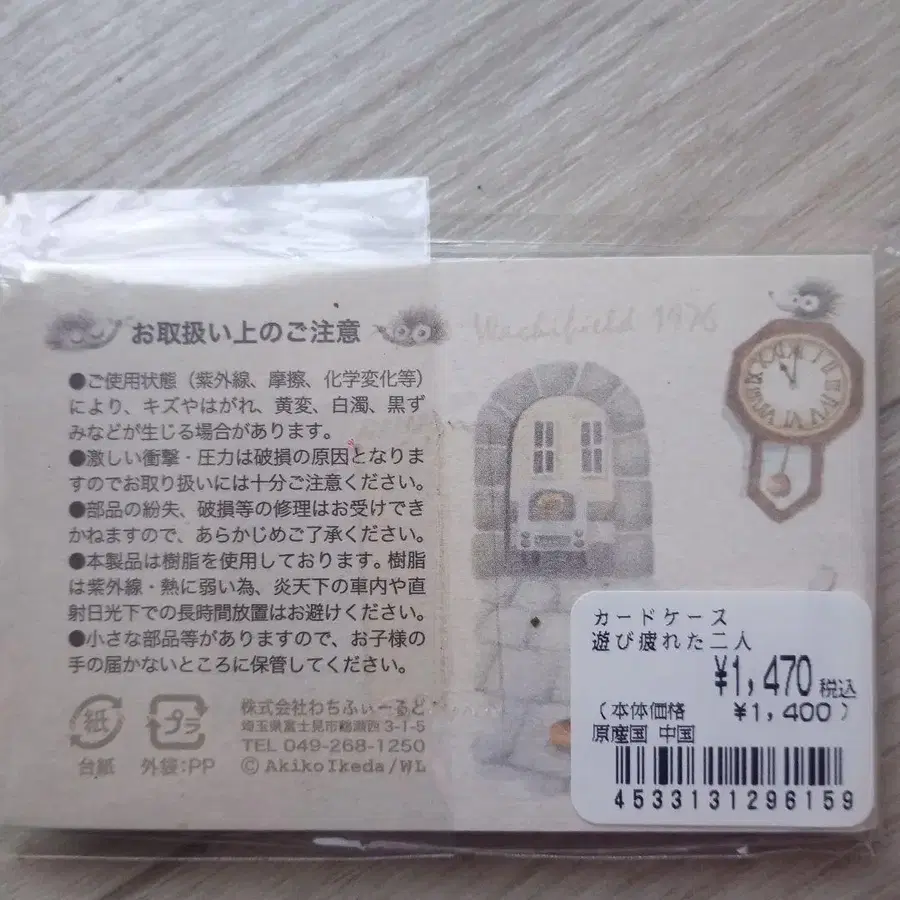 お取扱い上のご注意
●ご使用状態（紫外線、摩擦、化学変化等）
により、キズやはがれ、黄変、白濁、黒ず
みなどが生じる場合があります。
●激しい衝撃・圧力は破損の原因となりま
すのでお取り扱いには十分ご注意ください。
●部品の紛失、破損等の修理はお受けでき
かねますので、あらかじめご了承ください。
●本製品は樹脂を使用しております。樹脂
は紫外線・熱に弱い為、炎天下の車内や直
射日光下での長時間放置はお避けください。
●小さな部品等がありますので、お子様の
手の届かないところに保管してください。
紙
台紙
プラ
外袋:PP
株式会社わちふぃーるど
埼玉県富士見市鶴瀬西 3-1-5
TEL 049-268-1250
© Akiko Ikeda/WL
Wachifield 1976
カードケース
遊び疲れた二人
¥1,470 税込
(本体価格 ¥1,400)
原産国 中国
4533131296159